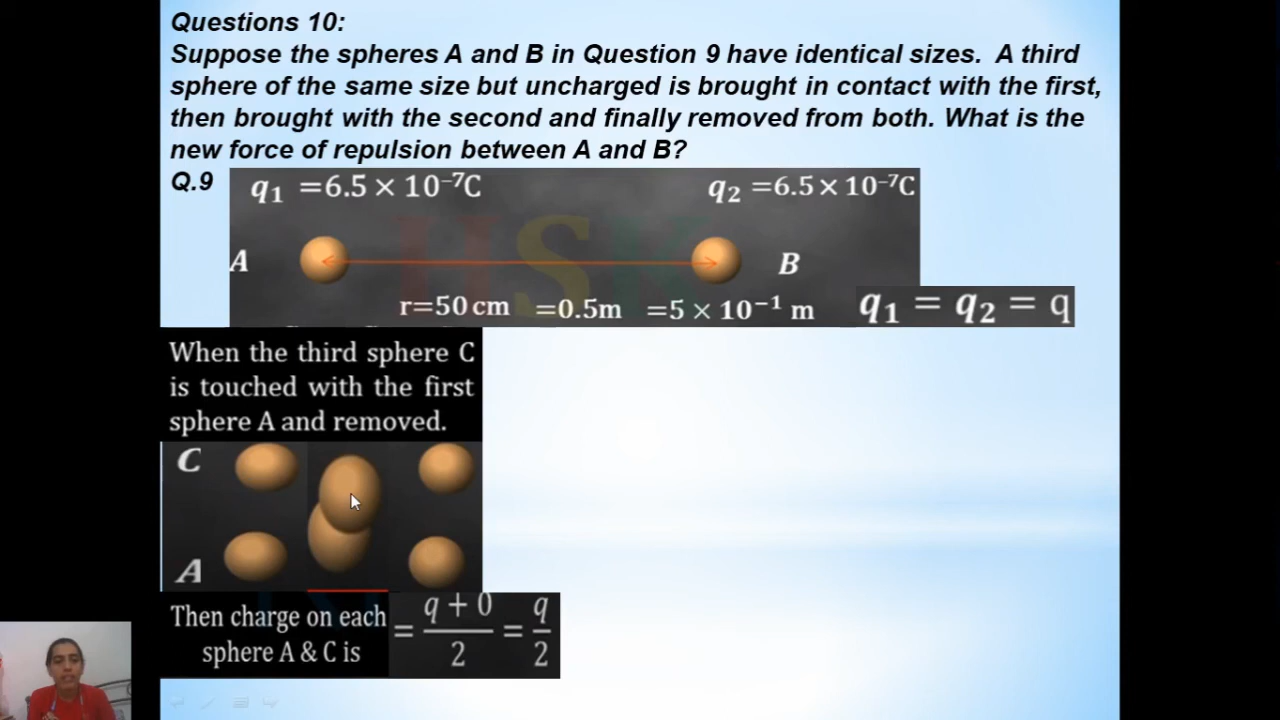 Questions 10:
Suppose the spheres A and B in Question 9 have identical sizes. A third
sphere of the same size but uncharged is brought in contact with the first,
then brought with the second and finally removed from both. What is the
new force of repulsion between A and B?
Q.9
q₁ =6.5 × 10⁻⁷C
q₂ =6.5 × 10⁻⁷C
A
B
r=50 cm =0.5m =5 × 10⁻¹ m
q₁ = q₂ = q
When the third sphere C
is touched with the first
sphere A and removed.
C
A
Then charge on each
sphere A & C is
= (q + 0)/2 = q/2